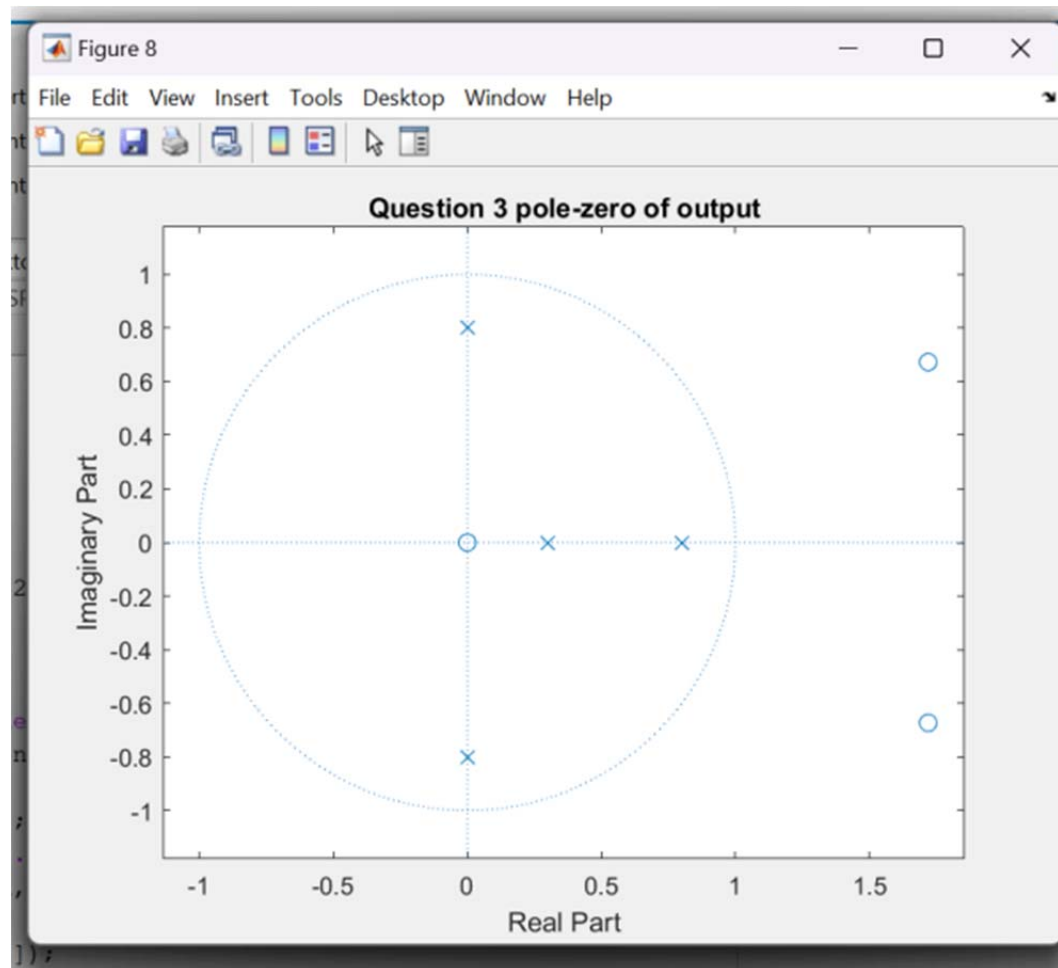 Figure 8
File Edit View Insert Tools Desktop Window Help
Question 3 pole-zero of output
1
0.8
0.6
0.4
0.2
0
-0.2
-0.4
-0.6
-0.8
-1
Imaginary Part
-1 -0.5 0 0.5 1 1.5
Real Part
]);